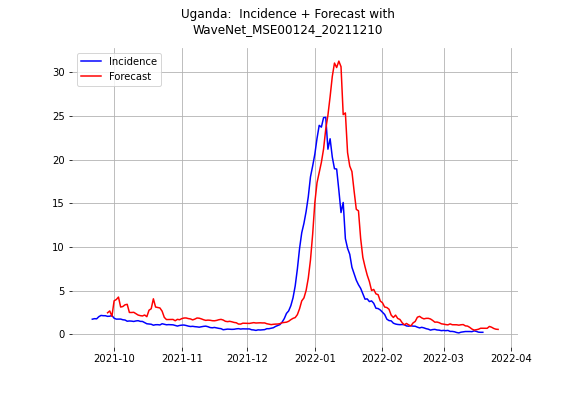 Uganda:  Incidence + Forecast with
WaveNet_MSE00124_20211210
Incidence
Forecast
30
25
20
15
10
5
0
2021-10 2021-11 2021-12 2022-01 2022-02 2022-03 2022-04